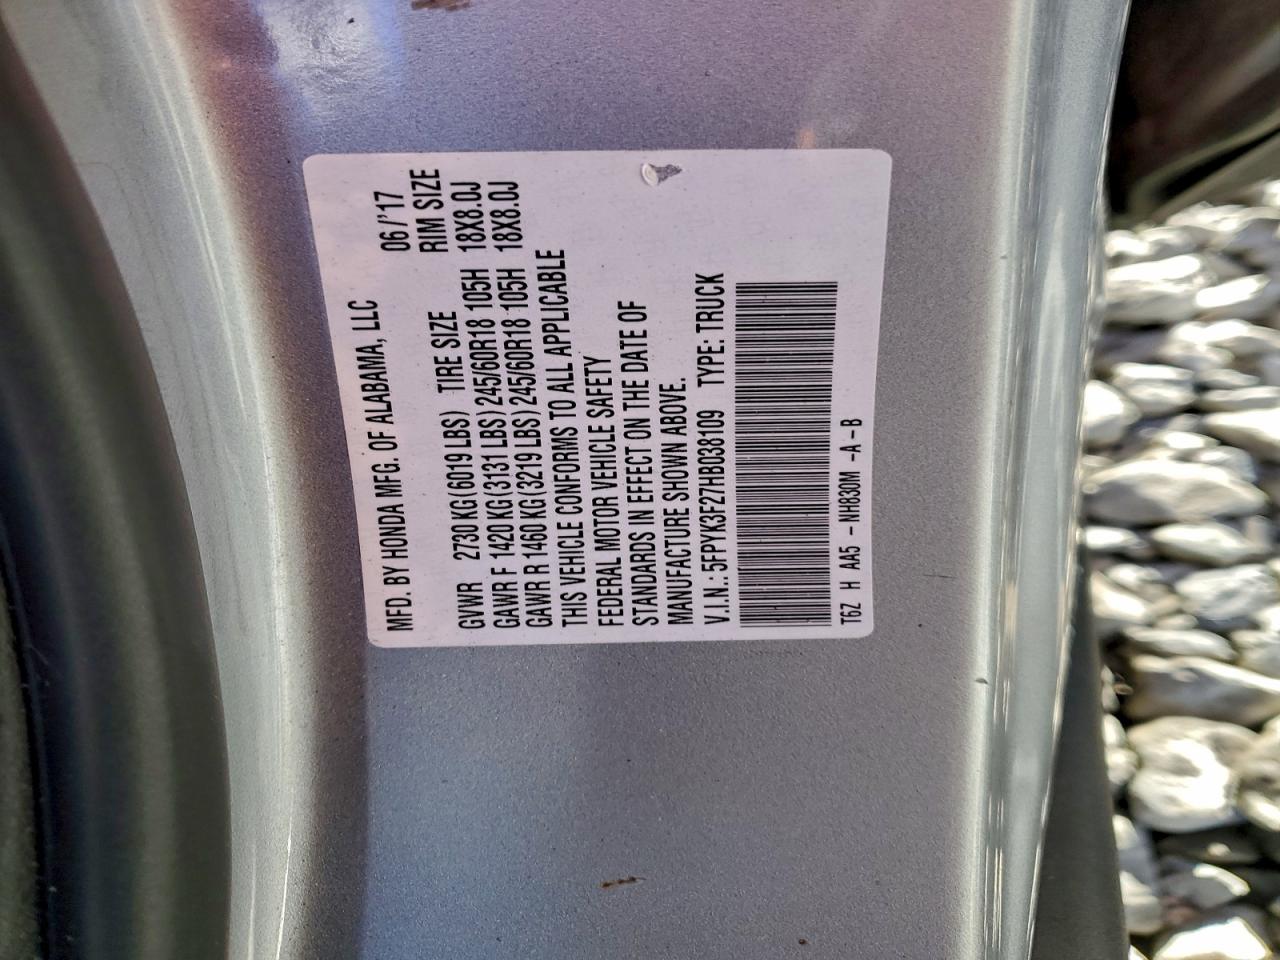 MFD. BY HONDA MFG. OF ALABAMA, LLC 06/'17
GVWR 2730 KG(6019 LBS) TIRE SIZE RIM SIZE
GAWR F 1420 KG(3131 LBS) 245/60R18 105H 18X8.0J
GAWR R 1460 KG(3219 LBS) 245/60R18 105H 18X8.0J
THIS VEHICLE CONFORMS TO ALL APPLICABLE
FEDERAL MOTOR VEHICLE SAFETY
STANDARDS IN EFFECT ON THE DATE OF
MANUFACTURE SHOWN ABOVE.
V.I.N.: 5FPYK3F27HB038109 TYPE: TRUCK
T6Z H AA5 -NH830M -A -B